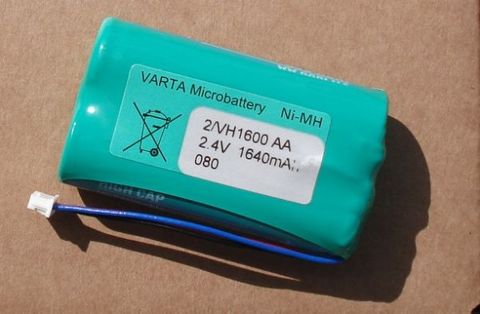 VARTA Microbattery Ni-MH
2/VH1600 AA
2.4V 1640mAh
080
HIGH CAP